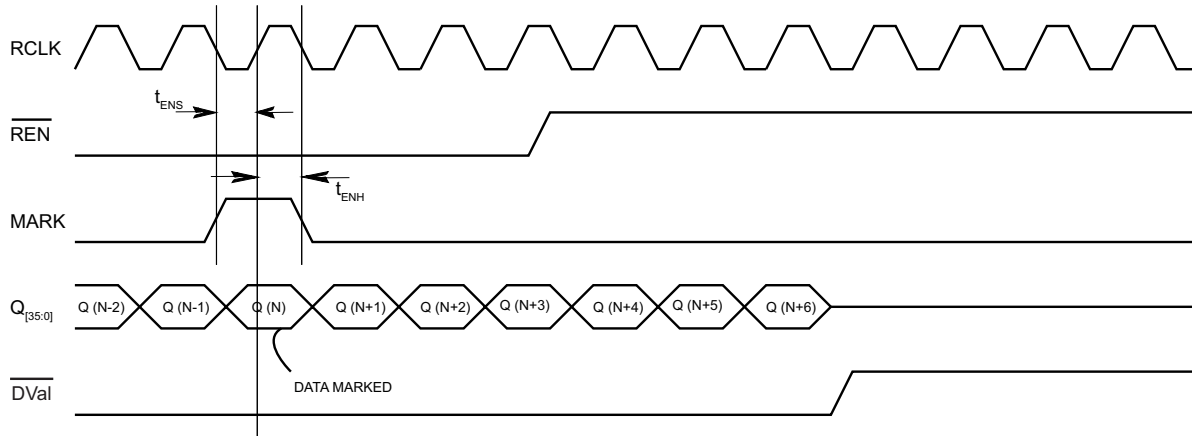 RCLK
tENS
REN
tENH
MARK
Q[35:0]
Q (N-2) Q (N-1) Q (N) Q (N+1) Q (N+2) Q (N+3) Q (N+4) Q (N+5) Q (N+6)
DATA MARKED
DVal